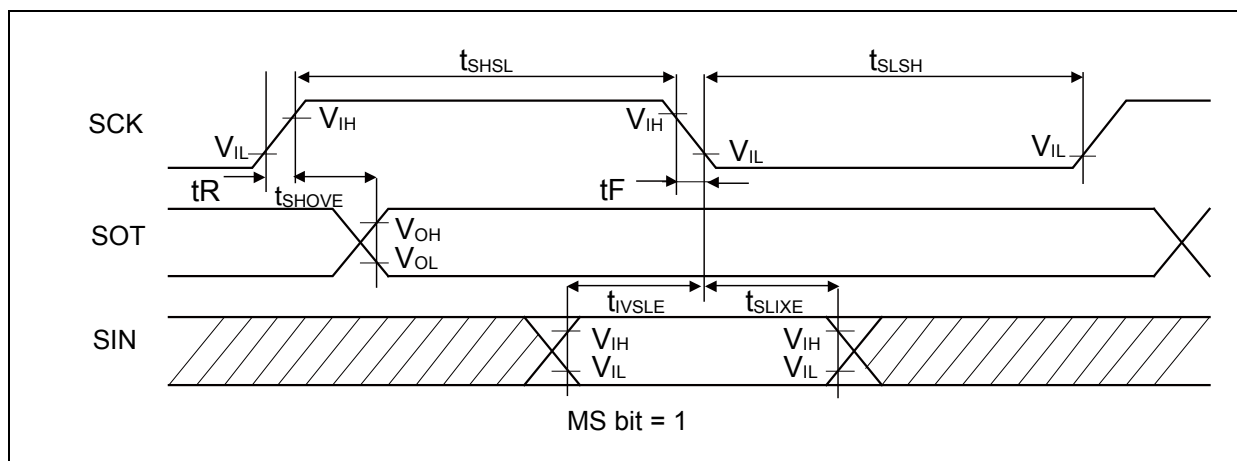 tSHSL
tSLSH
SCK
VIH
VIH
VIL
VIL
VIL
tR
tSHOVE
tF
SOT
VOH
VOL
tIVSLE
tSLIXE
SIN
VIH
VIH
VIL
VIL
MS bit = 1